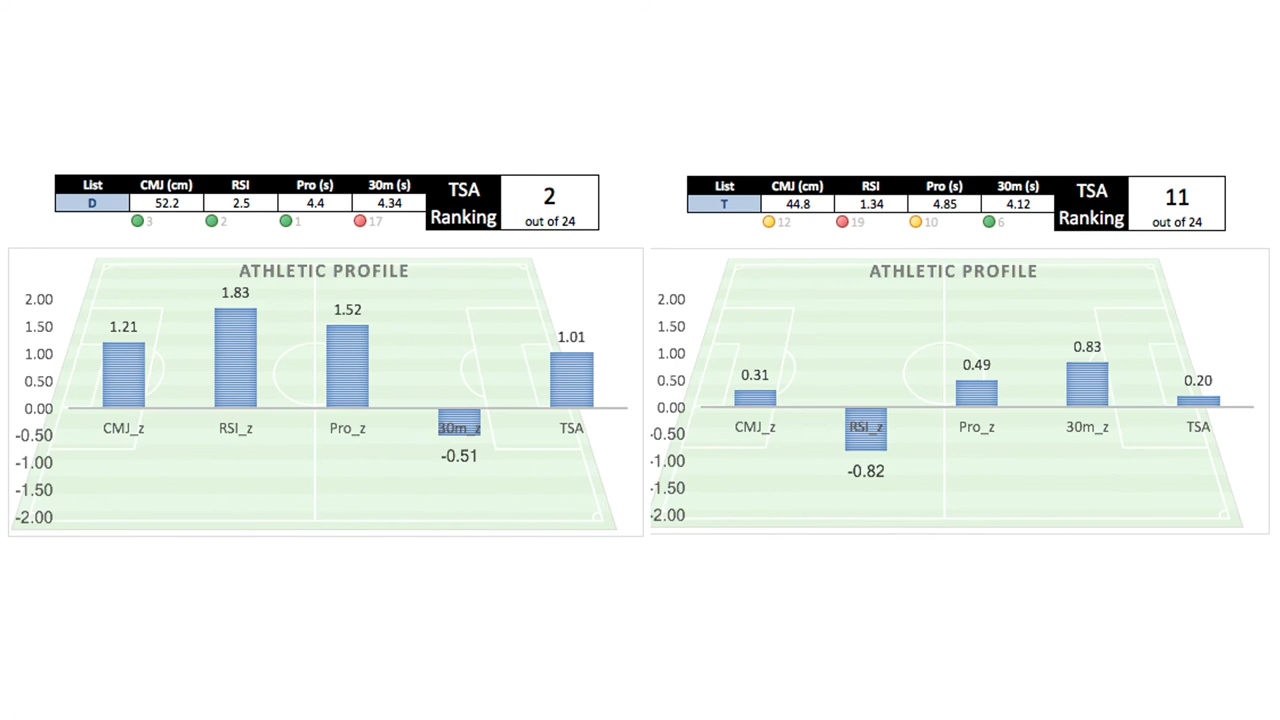 List CMJ (cm) RSI Pro (s) 30m (s) TSA Ranking 2 out of 24
D 52.2 2.5 4.4 4.34
3 2 1 17
ATHLETIC PROFILE
2.00
1.50
1.00
0.50
0.00
-0.50
-1.00
-1.50
-2.00
1.21 1.83 1.52 -0.51 1.01
CMJ_z RSI_z Pro_z 30m_z TSA
List CMJ (cm) RSI Pro (s) 30m (s) TSA Ranking 11 out of 24
T 44.8 1.34 4.85 4.12
12 19 10 6
ATHLETIC PROFILE
2.00
1.50
1.00
0.50
0.00
-0.50
-1.00
-1.50
-2.00
0.31 -0.82 0.49 0.83 0.20
CMJ_z RSI_z Pro_z 30m_z TSA